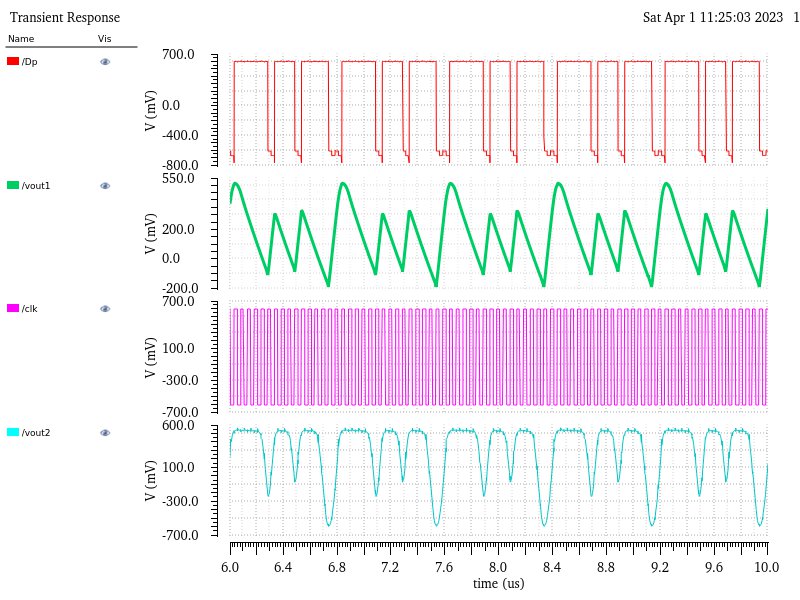 Transient Response
Sat Apr 1 11:25:03 2023 1
Name Vis
/Dp
700.0
0.0
-400.0
-800.0
V (mV)
/vout1
550.0
200.0
0.0
-200.0
V (mV)
/clk
700.0
100.0
-300.0
-700.0
V (mV)
/vout2
600.0
100.0
-300.0
-700.0
V (mV)
6.0 6.4 6.8 7.2 7.6 8.0 8.4 8.8 9.2 9.6 10.0
time (us)